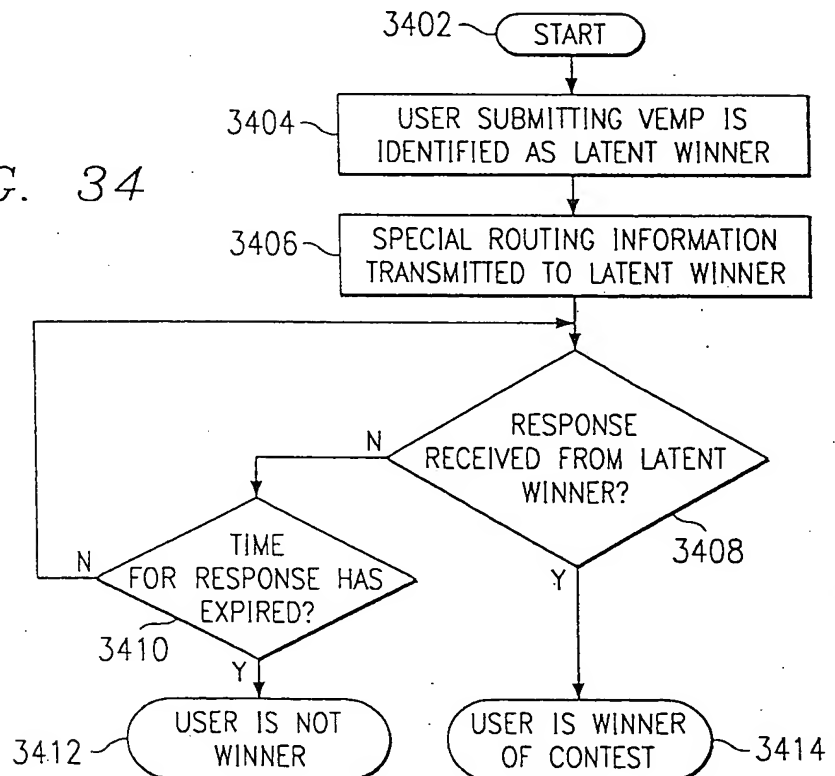 3402
START
3404
USER SUBMITTING VEMP IS
IDENTIFIED AS LATENT WINNER
G. 34
3406
SPECIAL ROUTING INFORMATION
TRANSMITTED TO LATENT WINNER
RESPONSE
RECEIVED FROM LATENT
WINNER?
N
3408
Y
TIME
FOR RESPONSE HAS
EXPIRED?
N
3410
Y
3412
USER IS NOT
WINNER
USER IS WINNER
OF CONTEST
3414